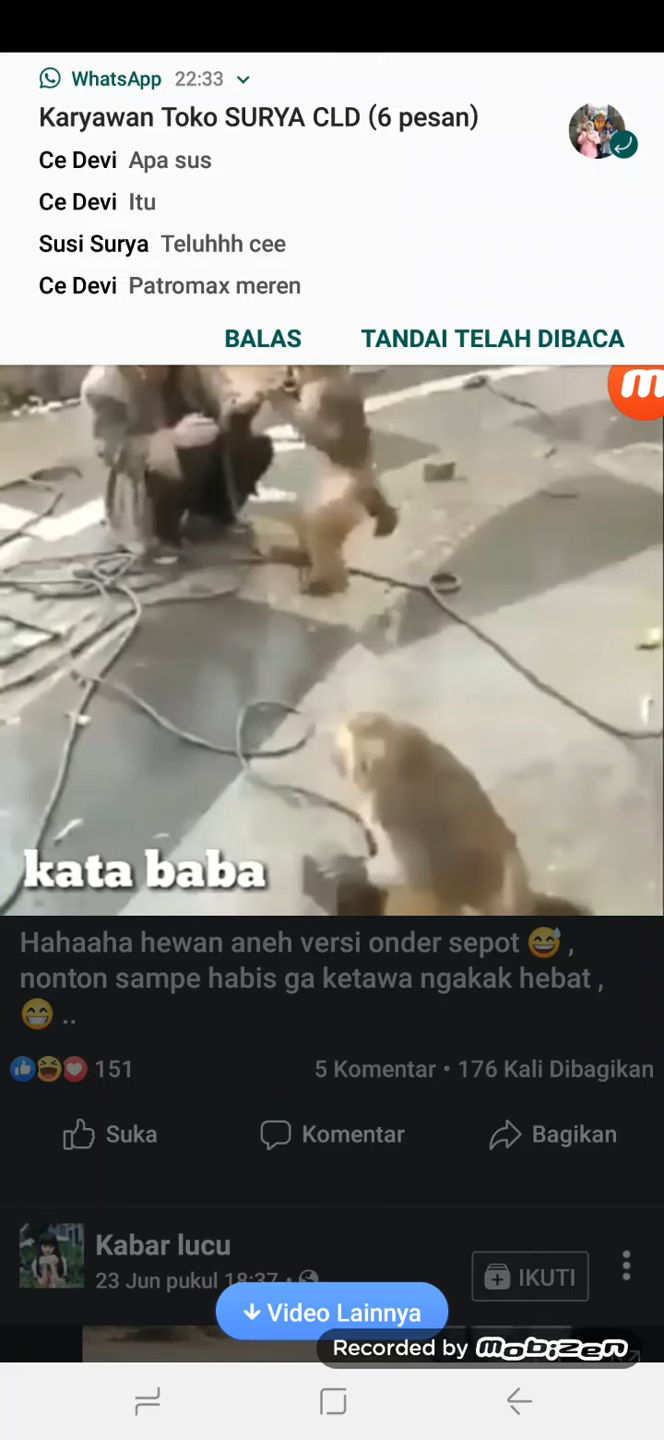 WhatsApp 22:33
Karyawan Toko SURYA CLD (6 pesan)
Ce Devi Apa sus
Ce Devi Itu
Susi Surya Teluhhh cee
Ce Devi Patromax meren
BALAS TANDAI TELAH DIBACA
m
kata baba
Hahaaha hewan aneh versi onder sepot 😅 ,
nonton sampe habis ga ketawa ngakak hebat ,
😁 ..
151 5 Komentar • 176 Kali Dibagikan
Suka Komentar Bagikan
Kabar lucu
23 Jun pukul 18:37 •
IKUTI
Video Lainnya
Recorded by mobizen